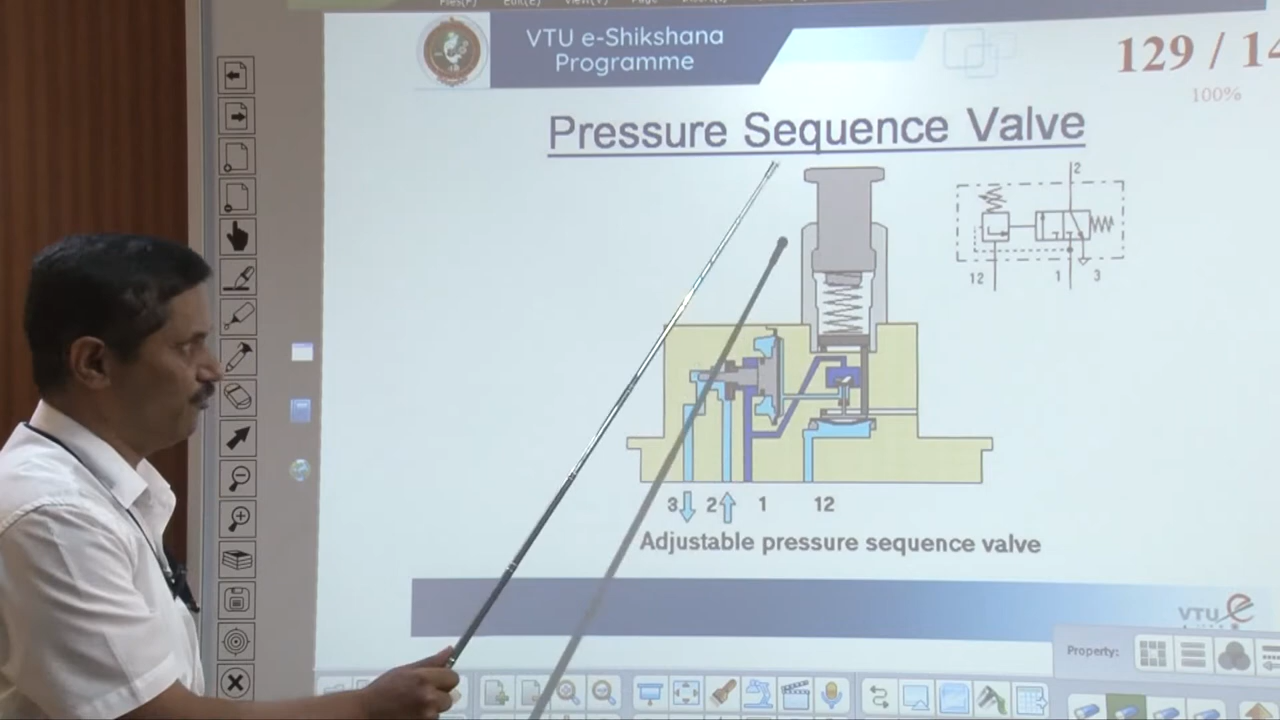 VTU e-Shikshana
Programme
129 / 14
100%
Pressure Sequence Valve
2
12
1
3
3
2
1
12
Adjustable pressure sequence valve
VTU e
Property: